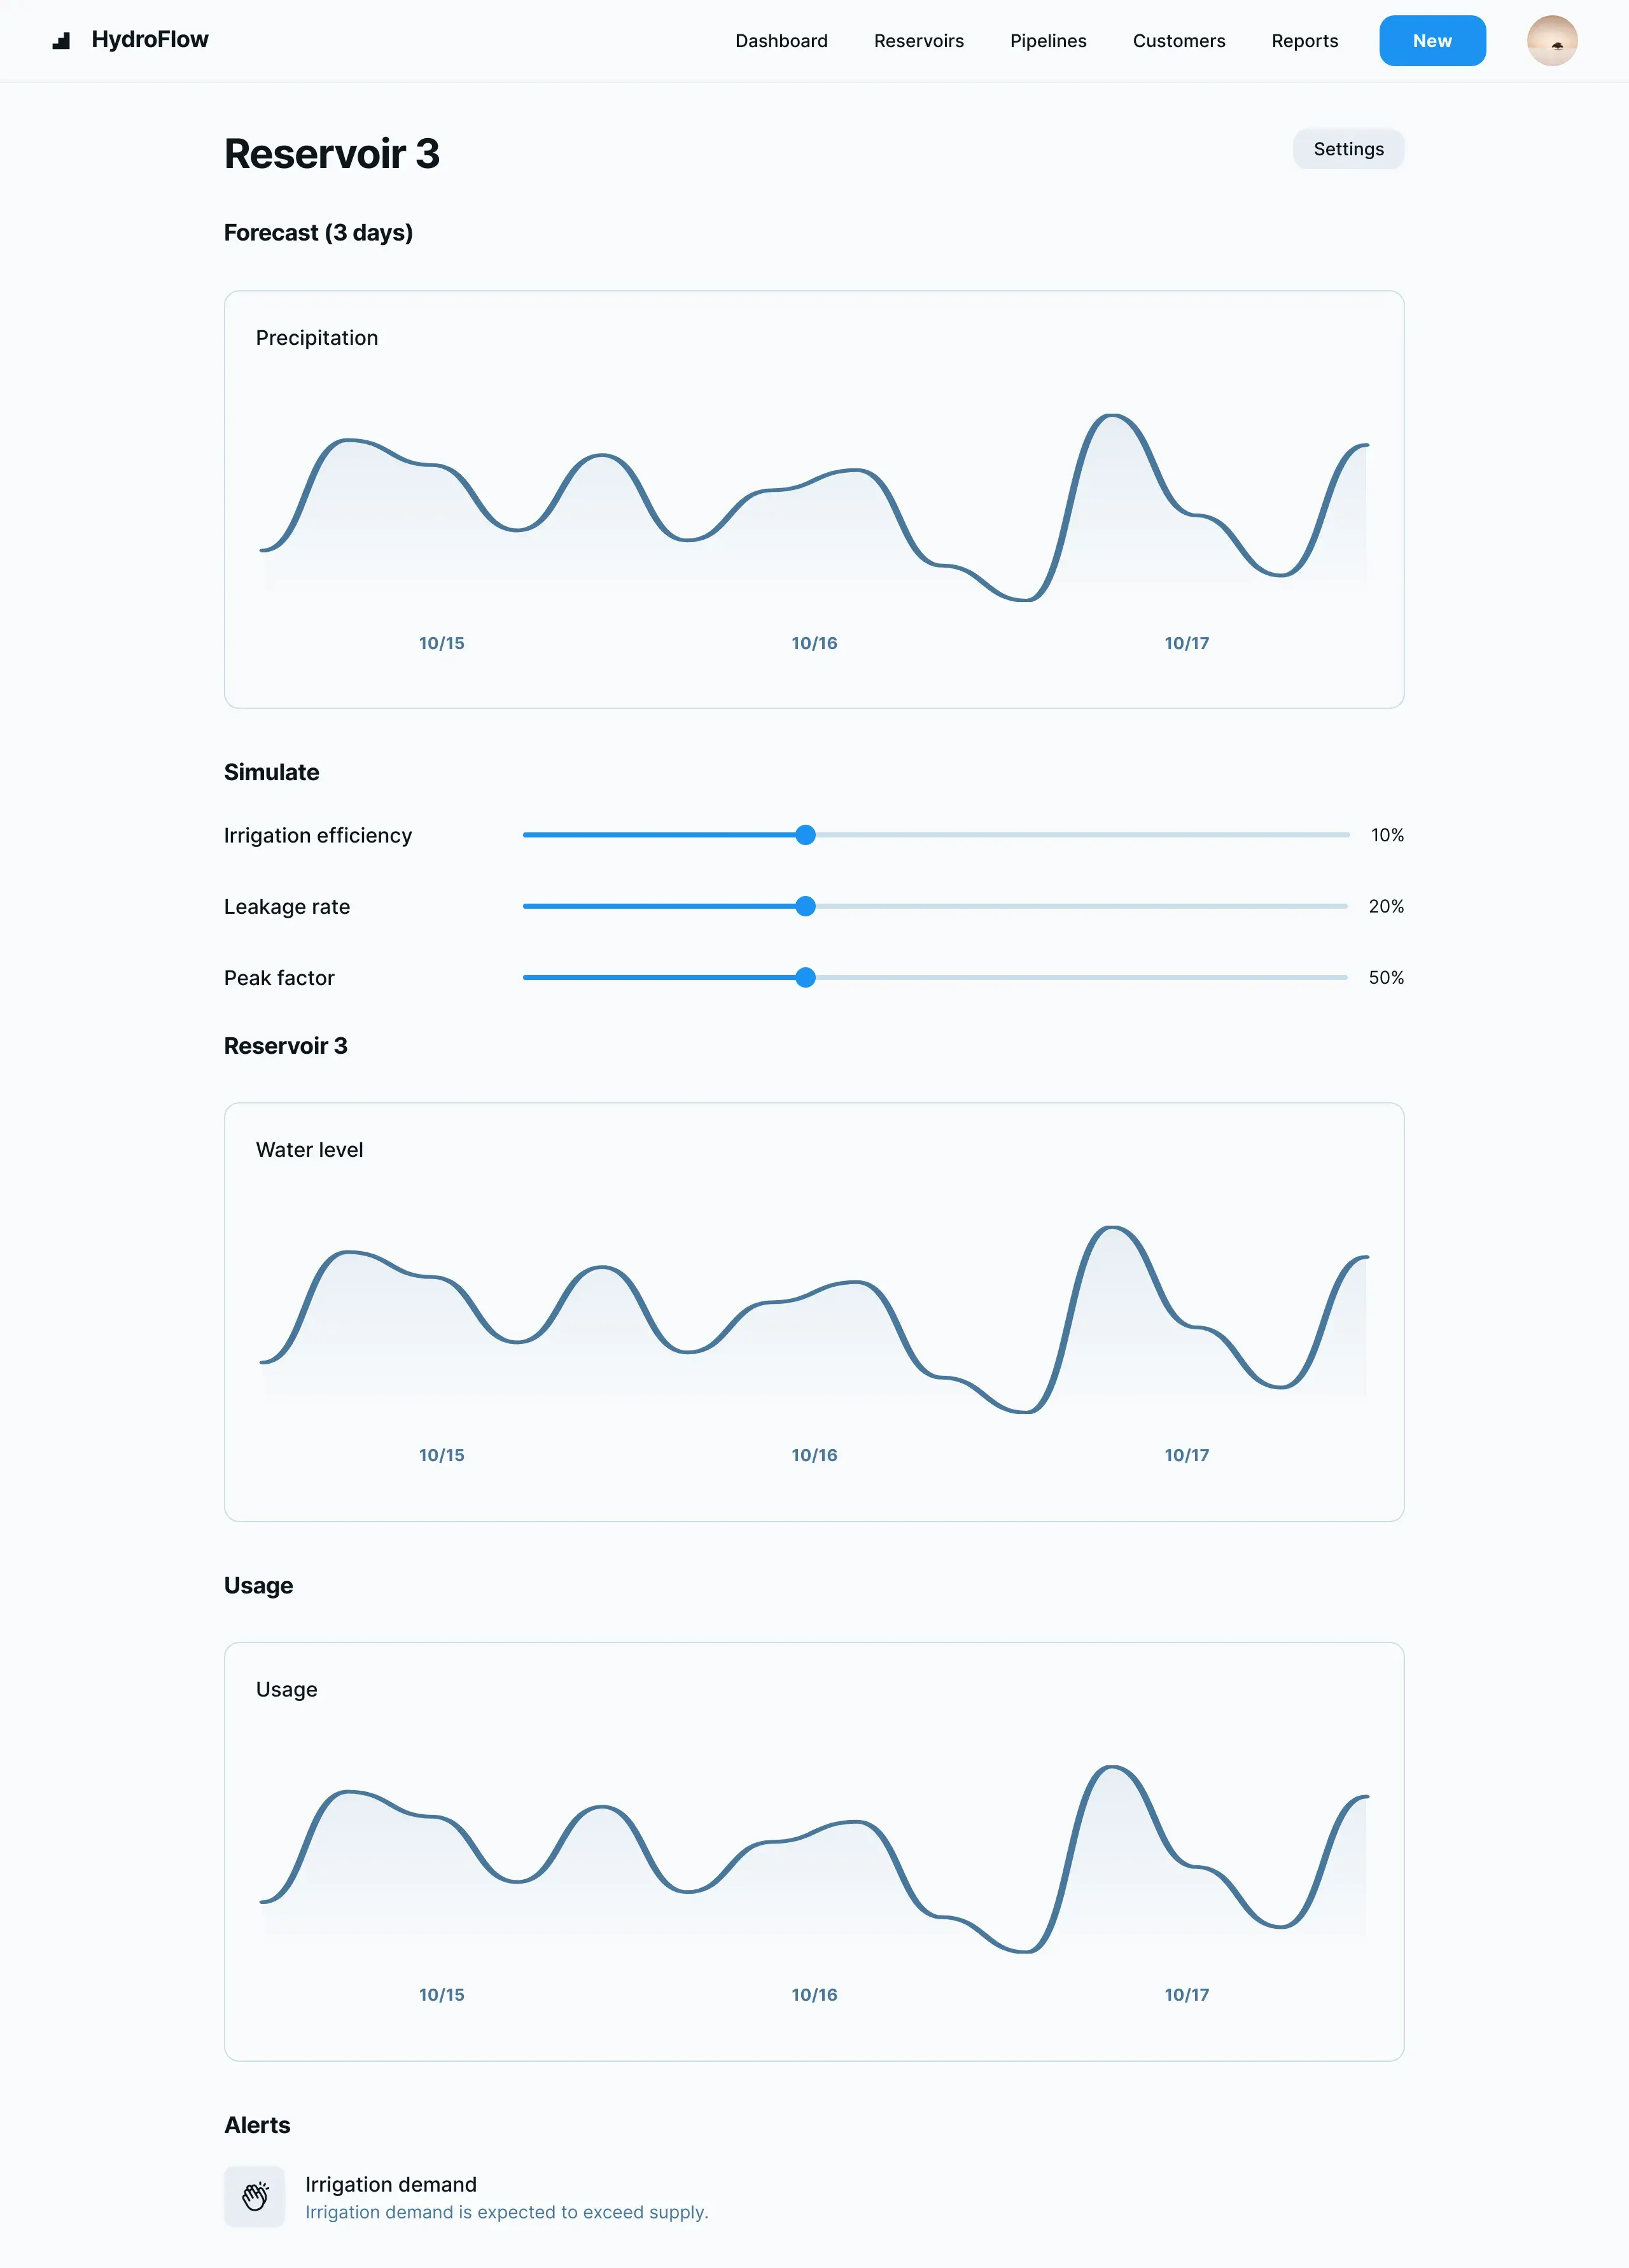 HydroFlow
Dashboard
Reservoirs
Pipelines
Customers
Reports
New
Reservoir 3
Settings
Forecast (3 days)
Precipitation
10/15
10/16
10/17
Simulate
Irrigation efficiency
10%
Leakage rate
20%
Peak factor
50%
Reservoir 3
Water level
10/15
10/16
10/17
Usage
Usage
10/15
10/16
10/17
Alerts
Irrigation demand
Irrigation demand is expected to exceed supply.